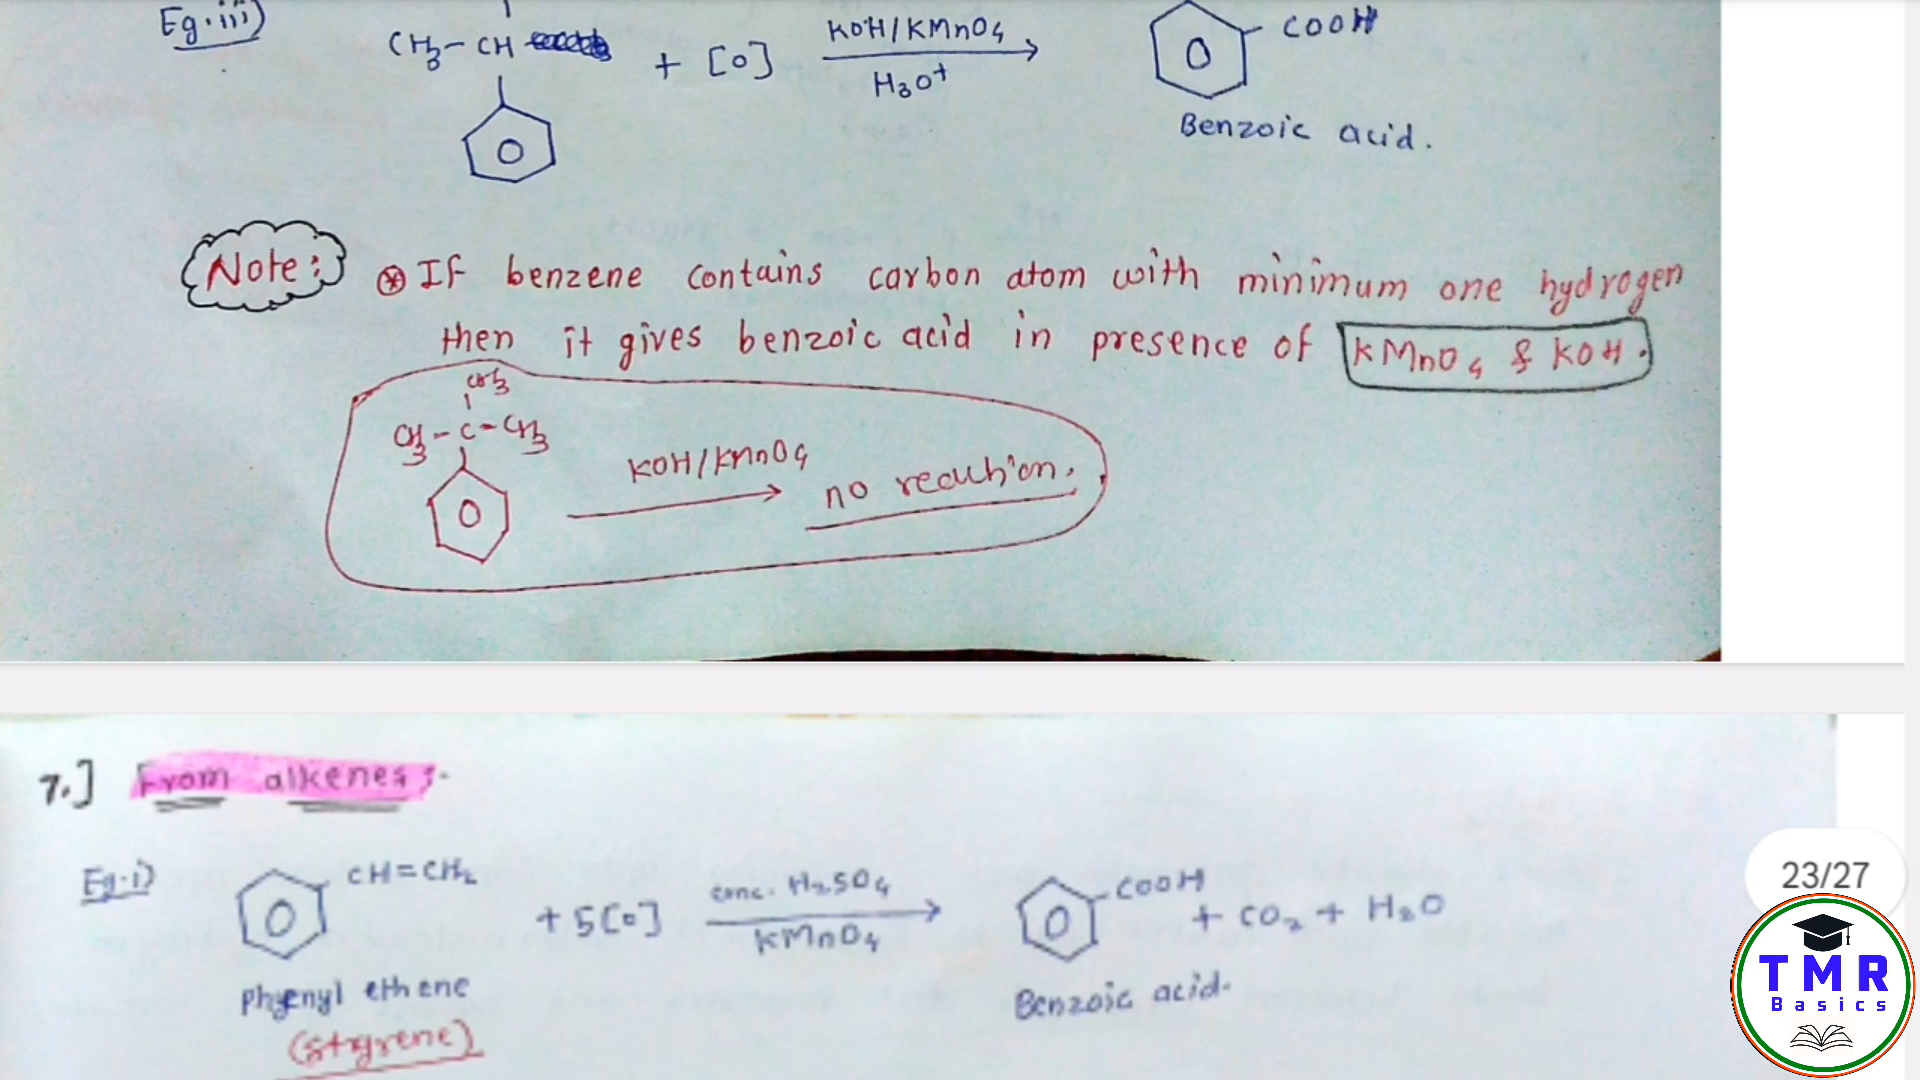 Eg.iii)
CH3 - CH + [O] KOH/KMnO4 H3O+ COOH
Benzoic acid.
Note: If benzene contains carbon atom with minimum one hydrogen
then it gives benzoic acid in presence of KMnO4 & KOH.
CH3
CH3 - C - CH3 KOH/KMnO4 no reaction.
7.] From alkenes:-
Eg.i) CH=CH2 + 5[O] conc. H2SO4 KMnO4 COOH + CO2 + H2O
Phyenyl ethene Benzoic acid.
(styrene)
23/27
TMR
Basics